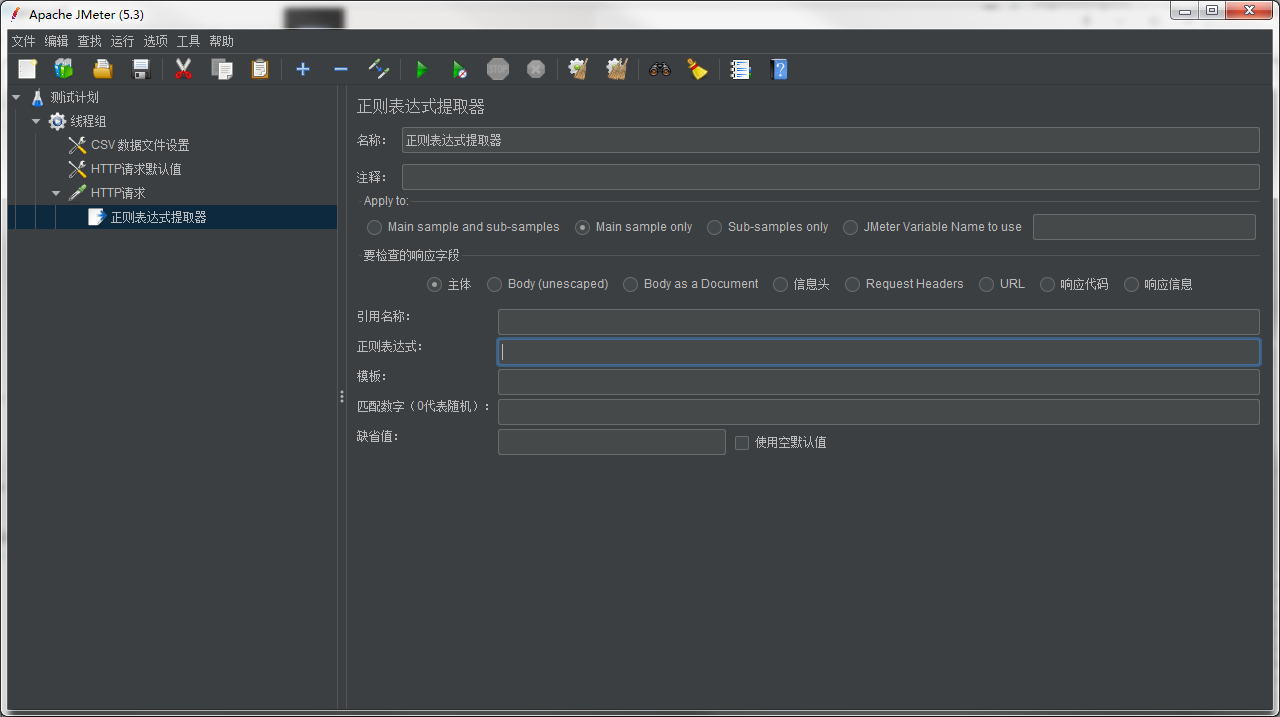 Apache JMeter (5.3)
文件 编辑 查找 运行 选项 工具 帮助
STOP
测试计划
线程组
CSV 数据文件设置
HTTP请求默认值
HTTP请求
正则表达式提取器
正则表达式提取器
名称： 正则表达式提取器
注释：
Apply to:
Main sample and sub-samples Main sample only Sub-samples only JMeter Variable Name to use
要检查的响应字段
主体 Body (unescaped) Body as a Document 信息头 Request Headers URL 响应代码 响应信息
引用名称：
正则表达式：
模板：
匹配数字（0代表随机）：
缺省值： 使用空默认值